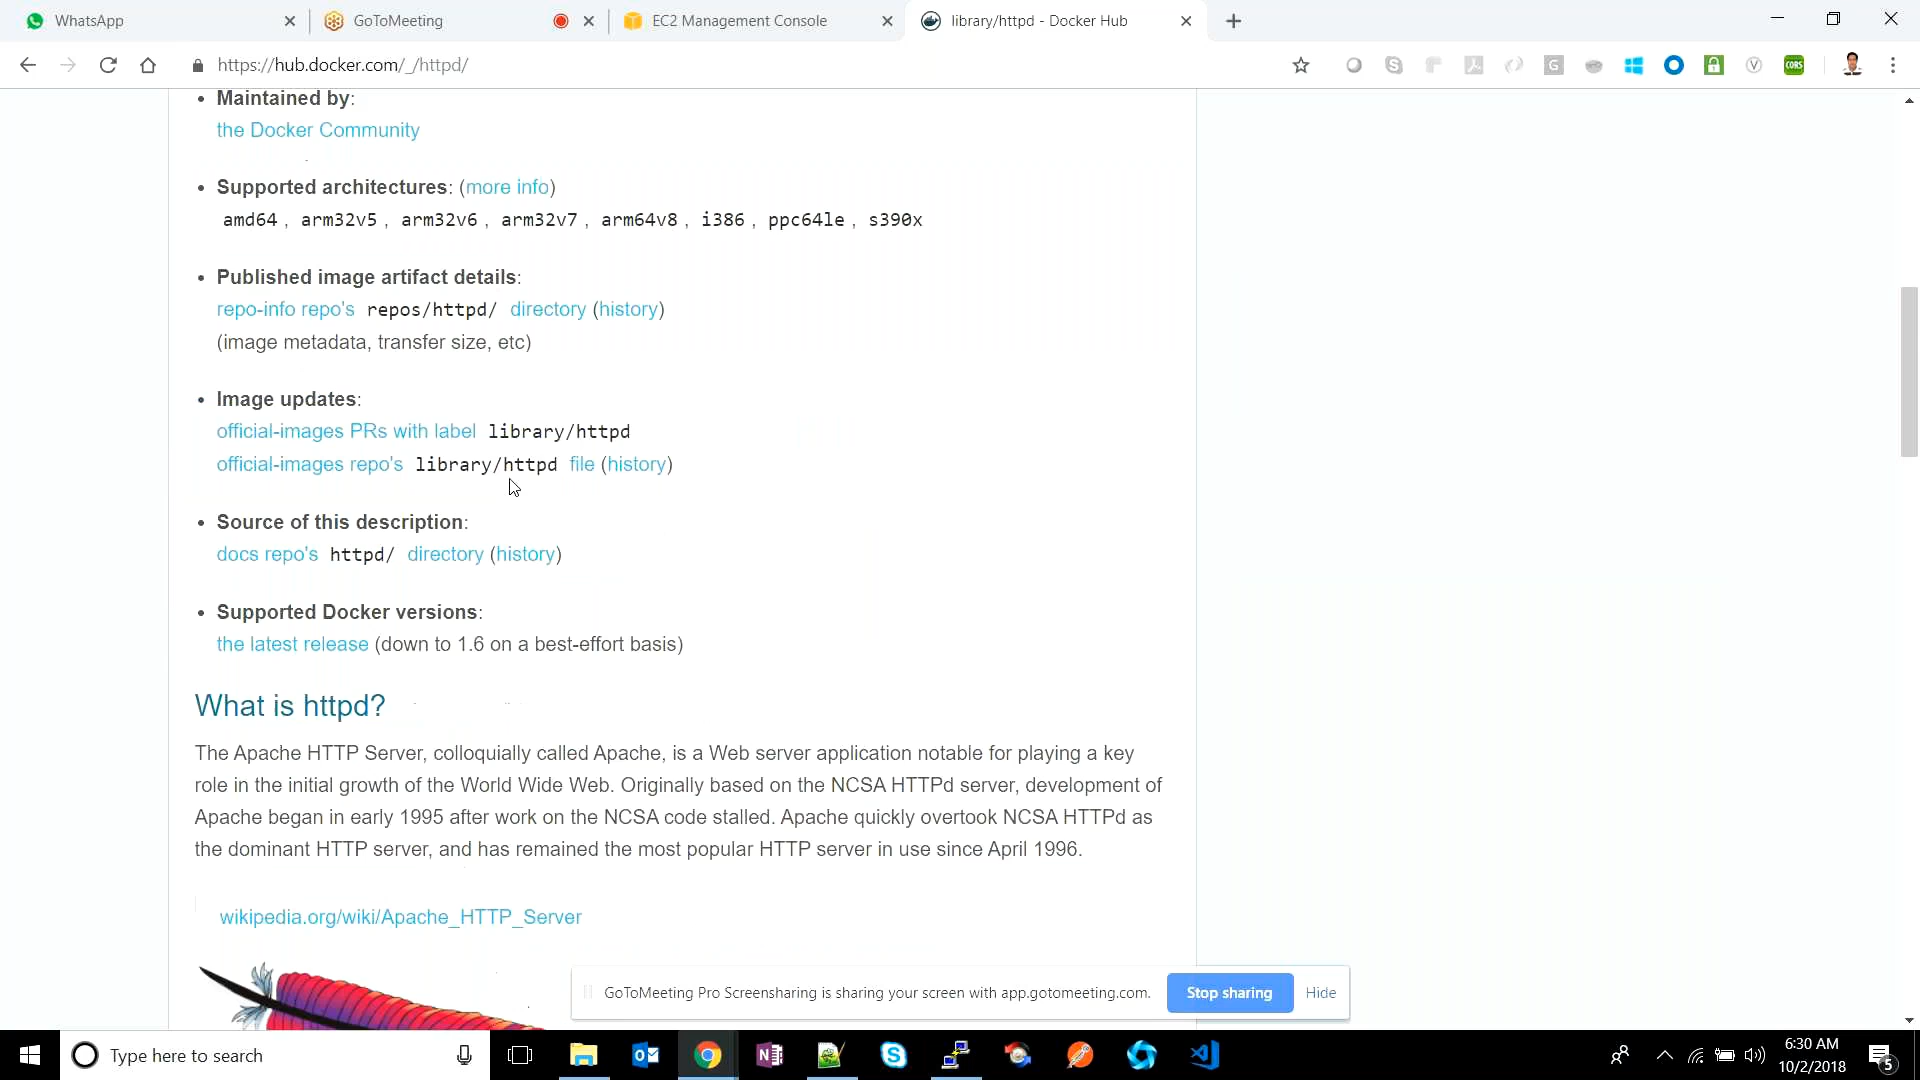 WhatsApp
GoToMeeting
EC2 Management Console
library/httpd - Docker Hub
https://hub.docker.com/_/httpd/
G
V
CORS
• Maintained by:
the Docker Community
• Supported architectures: (more info)
amd64 , arm32v5 , arm32v6 , arm32v7 , arm64v8 , i386 , ppc64le , s390x
• Published image artifact details:
repo-info repo's repos/httpd/ directory (history)
(image metadata, transfer size, etc)
• Image updates:
official-images PRs with label library/httpd
official-images repo's library/httpd file (history)
• Source of this description:
docs repo's httpd/ directory (history)
• Supported Docker versions:
the latest release (down to 1.6 on a best-effort basis)
What is httpd?
The Apache HTTP Server, colloquially called Apache, is a Web server application notable for playing a key
role in the initial growth of the World Wide Web. Originally based on the NCSA HTTPd server, development of
Apache began in early 1995 after work on the NCSA code stalled. Apache quickly overtook NCSA HTTPd as
the dominant HTTP server, and has remained the most popular HTTP server in use since April 1996.
wikipedia.org/wiki/Apache_HTTP_Server
GoToMeeting Pro Screensharing is sharing your screen with app.gotomeeting.com.
Stop sharing
Hide
Type here to search
6:30 AM
10/2/2018
5